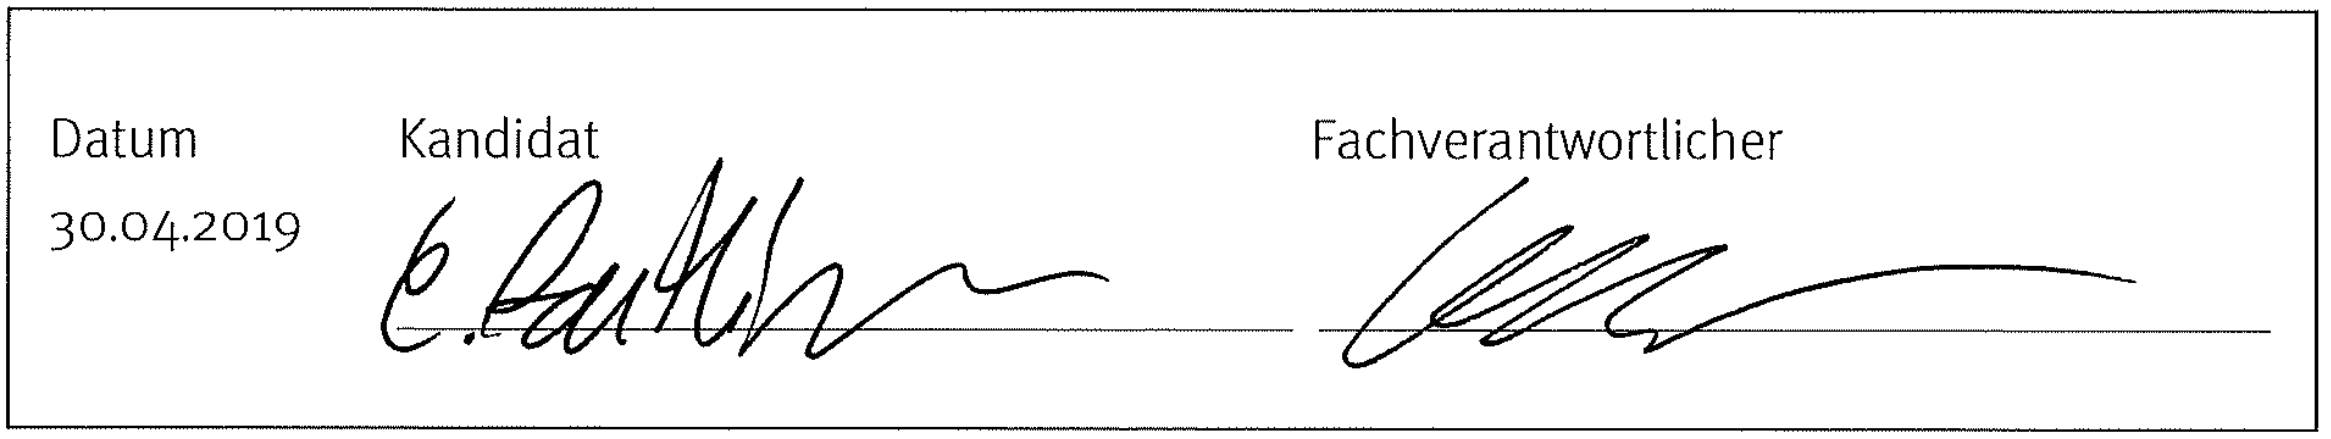 Datum Kandidat Fachverantwortlicher
30.04.2019